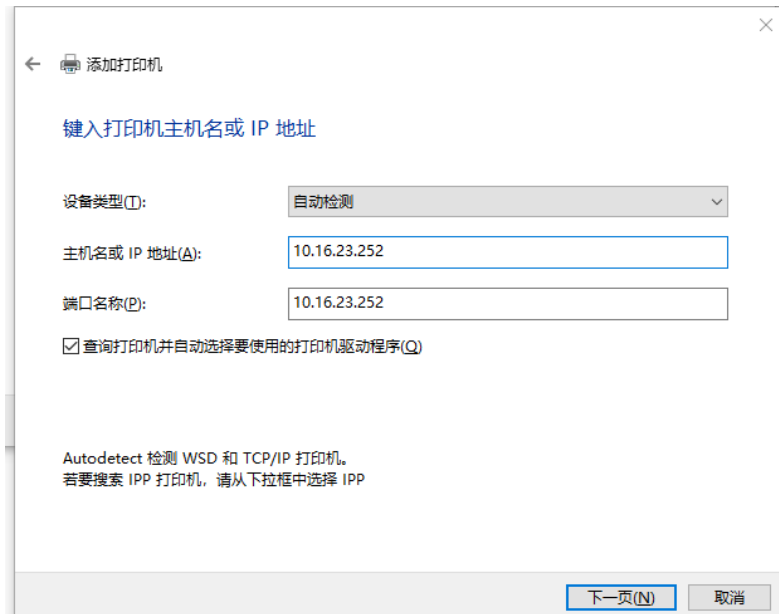 添加打印机
键入打印机主机名或 IP 地址
设备类型(T): 自动检测
主机名或 IP 地址(A): 10.16.23.252
端口名称(P): 10.16.23.252
查询打印机并自动选择要使用的打印机驱动程序(Q)
Autodetect 检测 WSD 和 TCP/IP 打印机。
若要搜索 IPP 打印机，请从下拉框中选择 IPP
下一页(N) 取消